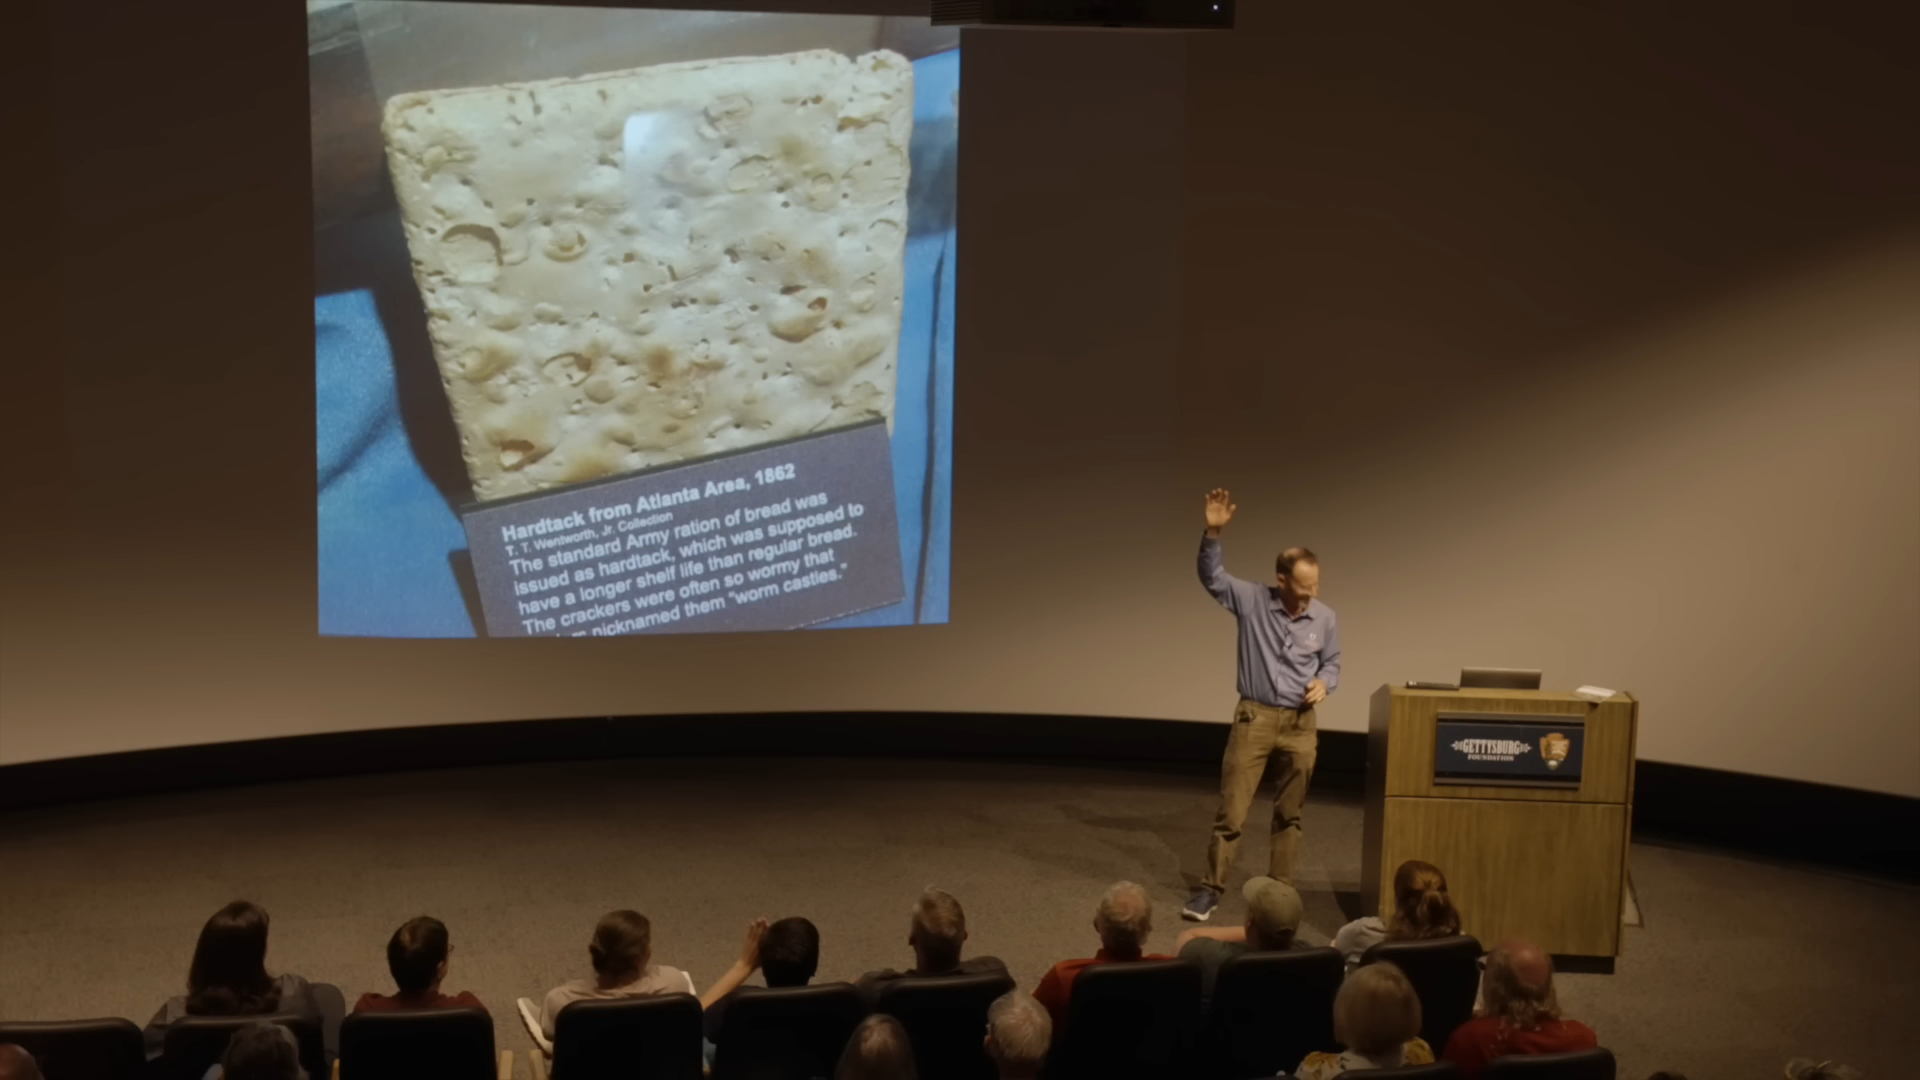 Hardtack from Atlanta Area, 1862
T. T. Wentworth, Jr. Collection
The standard Army ration of bread was
issued as hardtack, which was supposed to
have a longer shelf life than regular bread.
The crackers were often so wormy that
nicknamed them "worm castles."
GETTYSBURG
FOUNDATION